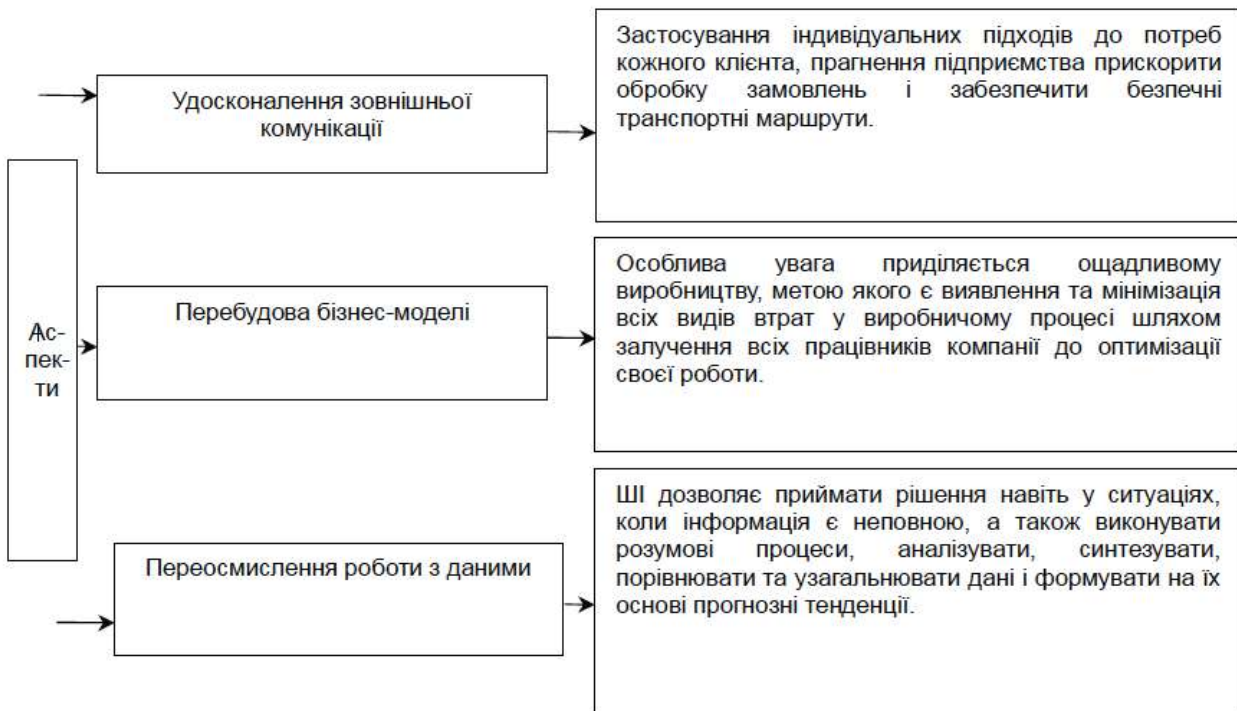 Ас-
пек-
ти
Удосконалення зовнішньої
комунікації
Застосування індивідуальних підходів до потреб
кожного клієнта, прагнення підприємства прискорити
обробку замовлень і забезпечити безпечні
транспортні маршрути.
Перебудова бізнес-моделі
Особлива увага приділяється ощадливому
виробництву, метою якого є виявлення та мінімізація
всіх видів втрат у виробничому процесі шляхом
залучення всіх працівників компанії до оптимізації
своєї роботи.
Переосмислення роботи з даними
ШІ дозволяє приймати рішення навіть у ситуаціях,
коли інформація є неповною, а також виконувати
розумові процеси, аналізувати, синтезувати,
порівнювати та узагальнювати дані і формувати на їх
основі прогнозні тенденції.